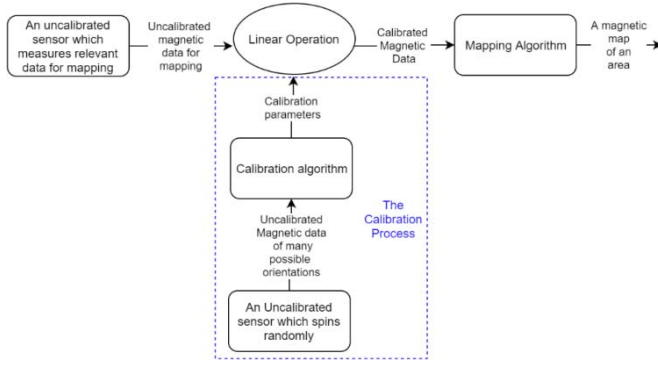 An uncalibrated
sensor which
measures relevant
data for mapping
Uncalibrated
magnetic
data for
mapping
Linear Operation
Calibrated
Magnetic
Data
Mapping Algorithm
A magnetic
map
of an
area
Calibration
parameters
Calibration algorithm
The
Calibration
Process
Uncalibrated
Magnetic data
of many
possible
orientations
An Uncalibrated
sensor which spins
randomly